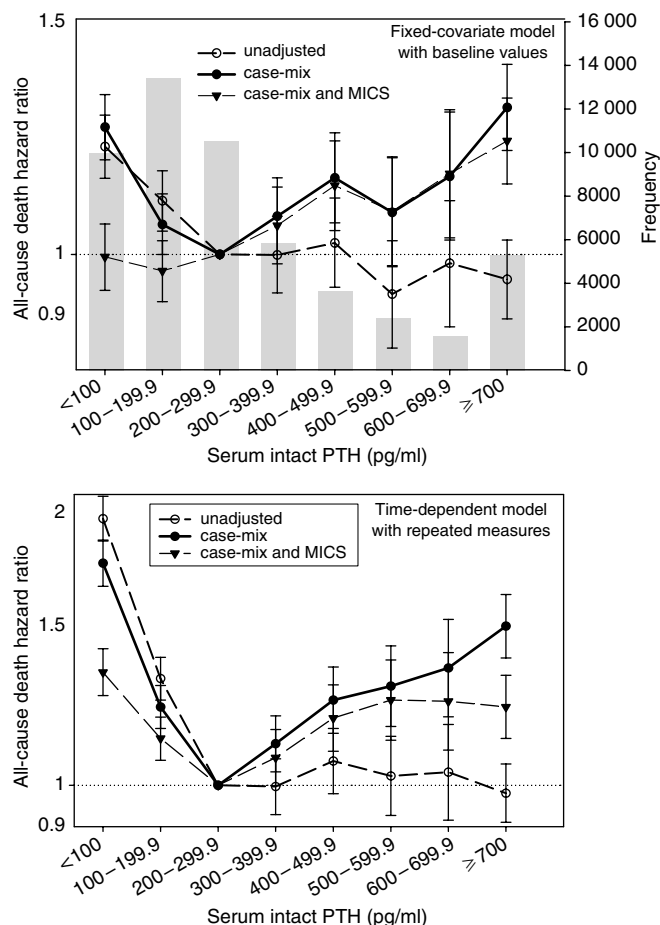 1.5
16 000
unadjusted
Fixed-covariate model
case-mix
with baseline values
14 000
case-mix and MICS
12 000
10 000
8000
6000
4000
2000
0
1
0.9
All-cause death hazard ratio
Frequency
<100
100–199.9
200–299.9
300–399.9
400–499.9
500–599.9
600–699.9
⩾700
Serum intact PTH (pg/ml)
2
unadjusted
Time-dependent model
case-mix
with repeated measures
case-mix and MICS
1.5
1
0.9
All-cause death hazard ratio
<100
100–199.9
200–299.9
300–399.9
400–499.9
500–599.9
600–699.9
⩾700
Serum intact PTH (pg/ml)